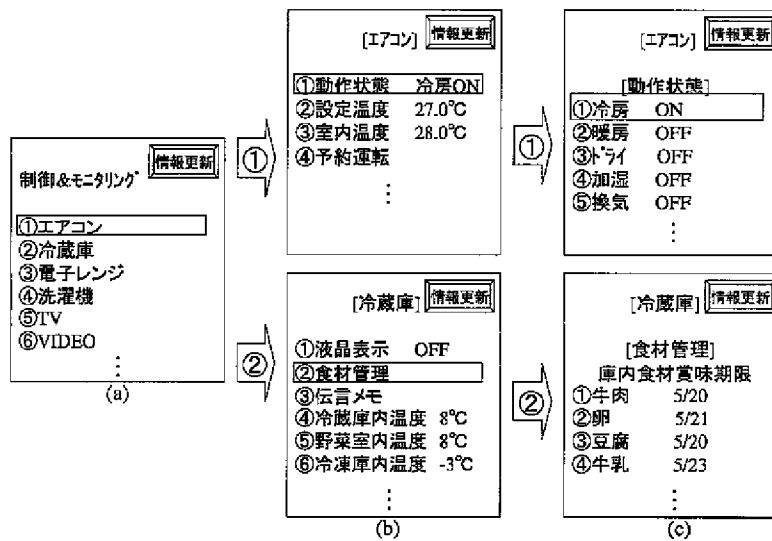 情報更新
制御&モニタリング
①エアコン
②冷蔵庫
③電子レンジ
④洗濯機
⑤TV
⑥VIDEO
⋮
(a)
①
②
[エアコン] 情報更新
①動作状態 冷房ON
②設定温度 27.0℃
③室内温度 28.0℃
④予約運転
⋮
[冷蔵庫] 情報更新
①液晶表示 OFF
②食材管理
③伝言メモ
④冷蔵庫内温度 8℃
⑤野菜室内温度 8℃
⑥冷凍庫内温度 -3℃
⋮
(b)
①
②
[エアコン] 情報更新
[動作状態]
①冷房 ON
②暖房 OFF
③ドライ OFF
④加湿 OFF
⑤換気 OFF
⋮
[冷蔵庫] 情報更新
[食材管理]
庫内食材賞味期限
①牛肉 5/20
②卵 5/21
③豆腐 5/20
④牛乳 5/23
⋮
(c)